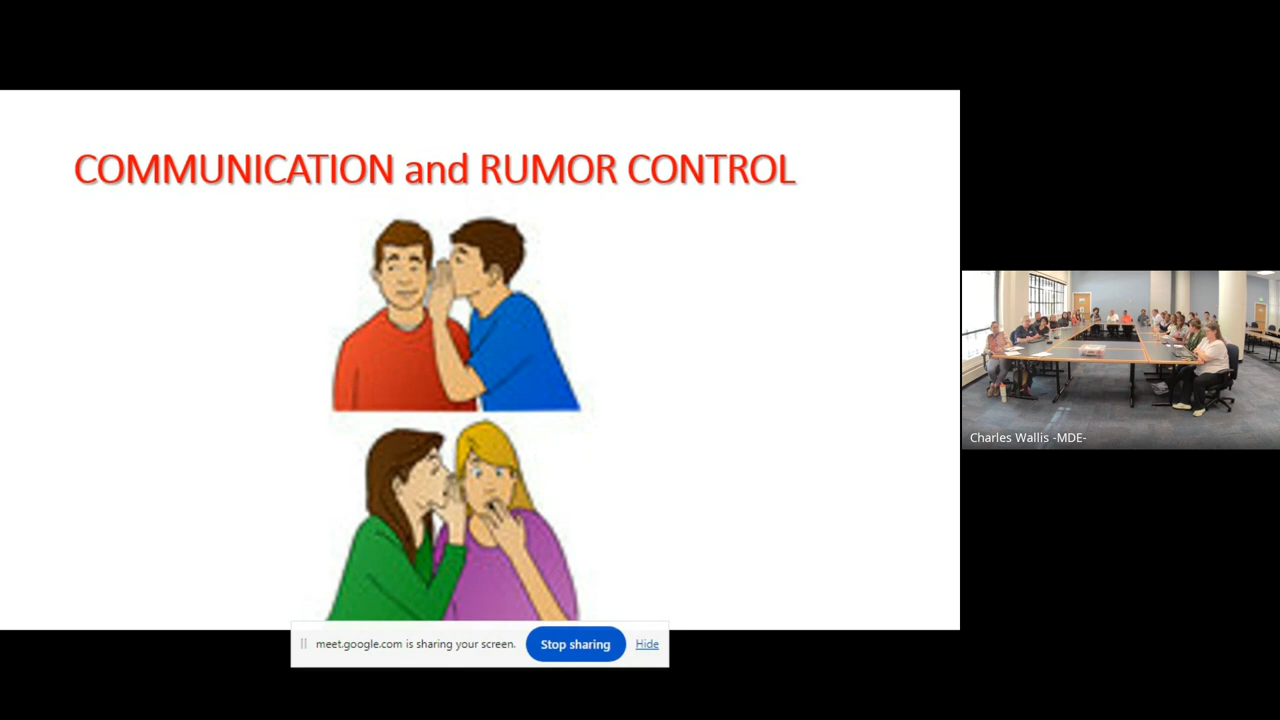 COMMUNICATION and RUMOR CONTROL
Charles Wallis -MDE-
meet.google.com is sharing your screen. Stop sharing Hide